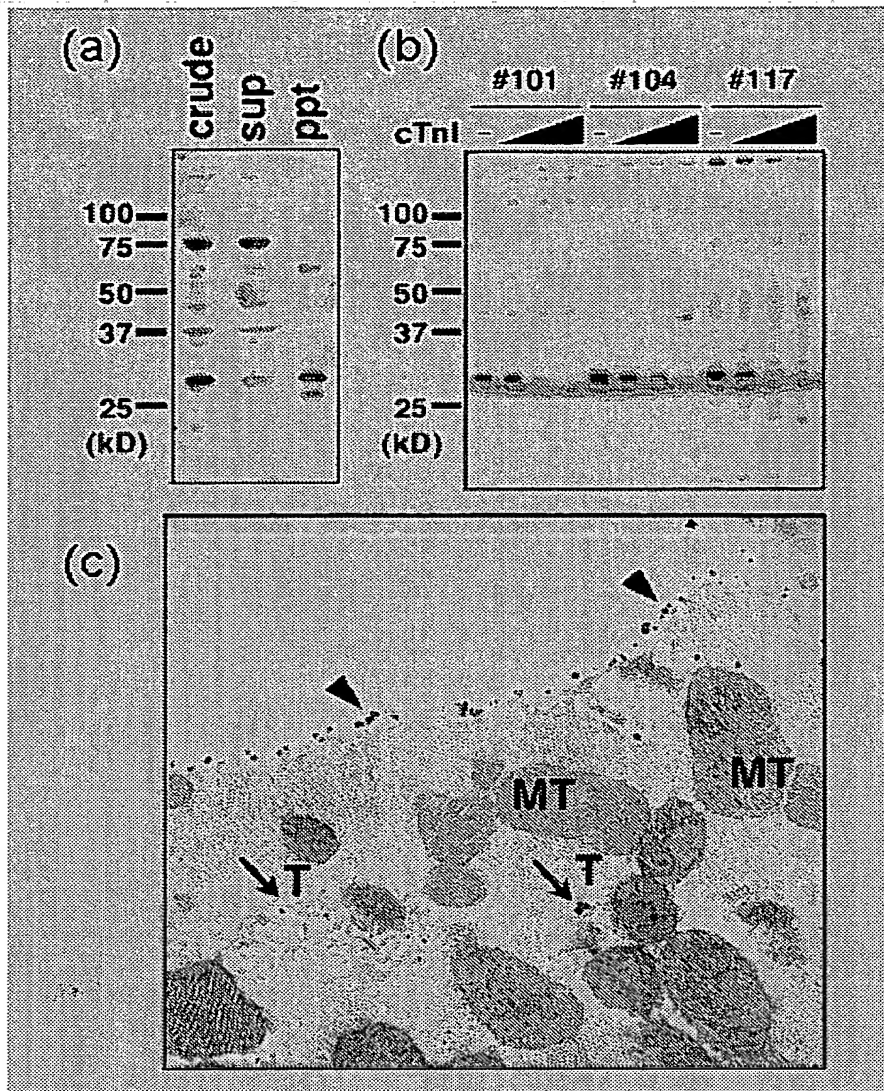 (a)
crude sup ppt
100
75
50
37
25
(kD)
(b)
#101 #104 #117
cTnI –  –  –
100
75
50
37
25
(kD)
(c)
MT MT
T T